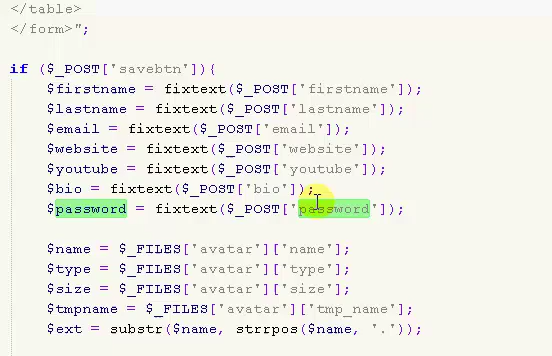 </table>
</form>";
if ($_POST['savebtn']){
$firstname = fixtext($_POST['firstname']);
$lastname = fixtext($_POST['lastname']);
$email = fixtext($_POST['email']);
$website = fixtext($_POST['website']);
$youtube = fixtext($_POST['youtube']);
$bio = fixtext($_POST['bio']);
$password = fixtext($_POST['password']);
$name = $_FILES['avatar']['name'];
$type = $_FILES['avatar']['type'];
$size = $_FILES['avatar']['size'];
$tmpname = $_FILES['avatar']['tmp_name'];
$ext = substr($name, strrpos($name, '.'));